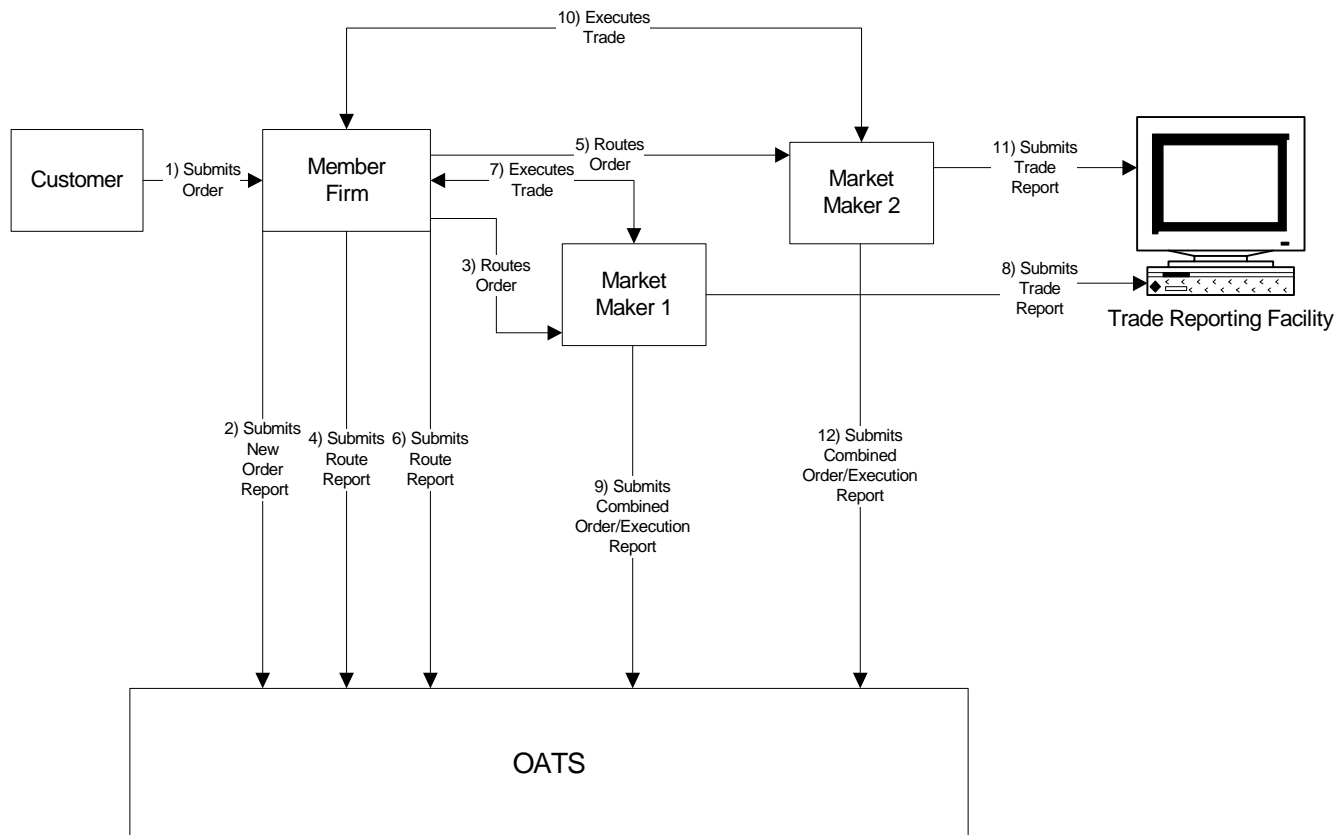 10) Executes
Trade
Customer
1) Submits
Order
Member
Firm
5) Routes
Order
7) Executes
Trade
3) Routes
Order
Market
Maker 2
Market
Maker 1
11) Submits
Trade
Report
8) Submits
Trade
Report
Trade Reporting Facility
2) Submits
New
Order
Report
4) Submits
Route
Report
6) Submits
Route
Report
9) Submits
Combined
Order/Execution
Report
12) Submits
Combined
Order/Execution
Report
OATS